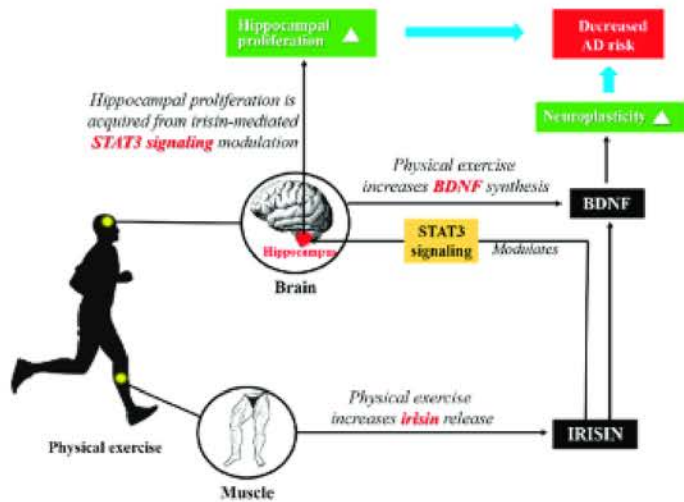 Hippocampal
proliferation
Decreased
AD risk
Hippocampal proliferation is
acquired from irisin-mediated
STAT3 signaling modulation
Neuroplasticity
Physical exercise
increases BDNF synthesis
BDNF
STAT3
signaling
Modulates
Hippocampus
Brain
Physical exercise
increases irisin release
IRISIN
Physical exercise
Muscle